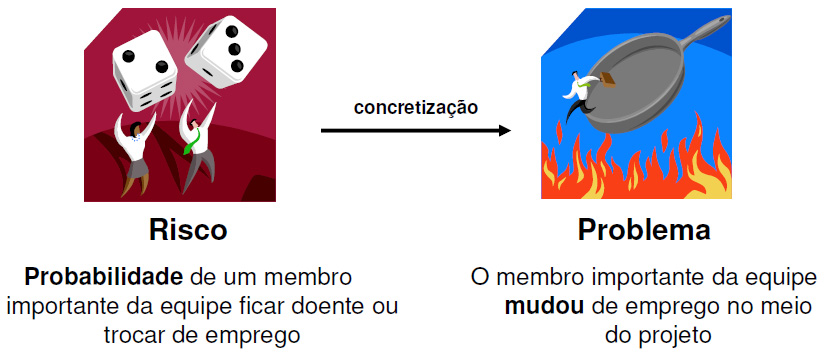 concretização
Risco
Probabilidade de um membro
importante da equipe ficar doente ou
trocar de emprego
Problema
O membro importante da equipe
mudou de emprego no meio
do projeto